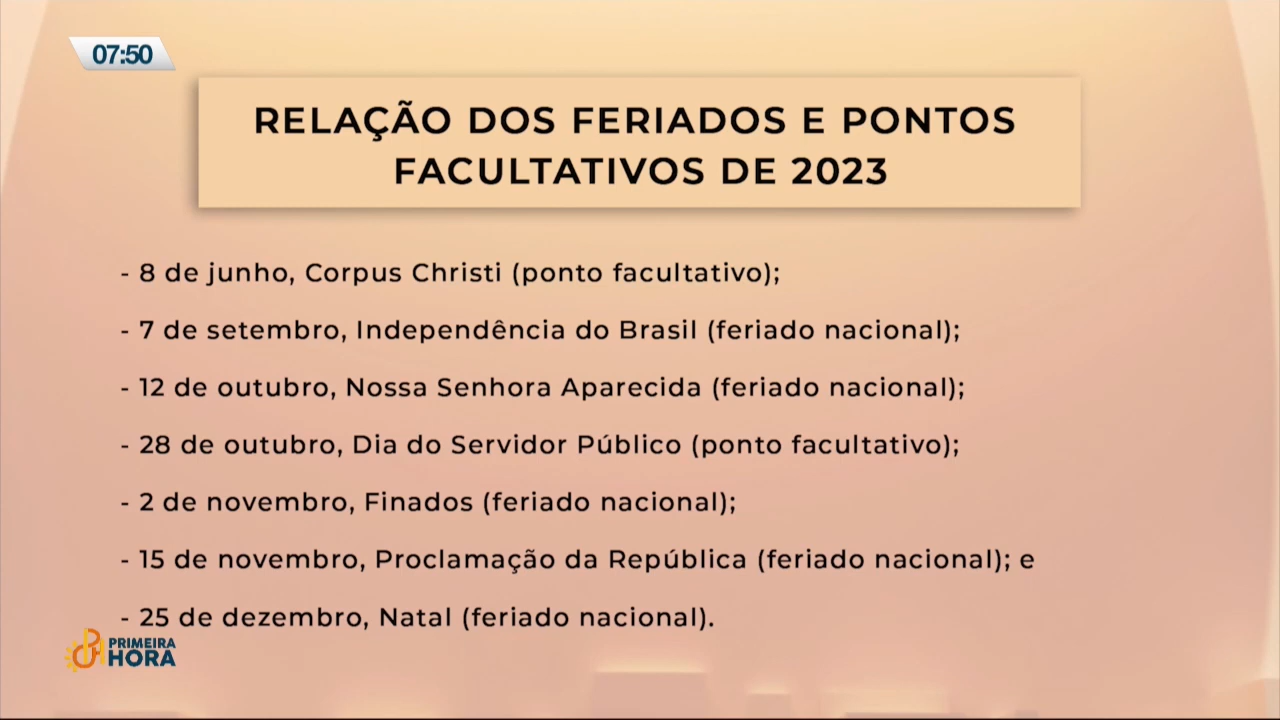 07:50
RELAÇÃO DOS FERIADOS E PONTOS
FACULTATIVOS DE 2023
- 8 de junho, Corpus Christi (ponto facultativo);
- 7 de setembro, Independência do Brasil (feriado nacional);
- 12 de outubro, Nossa Senhora Aparecida (feriado nacional);
- 28 de outubro, Dia do Servidor Público (ponto facultativo);
- 2 de novembro, Finados (feriado nacional);
- 15 de novembro, Proclamação da República (feriado nacional); e
- 25 de dezembro, Natal (feriado nacional).
PRIMEIRA
HORA